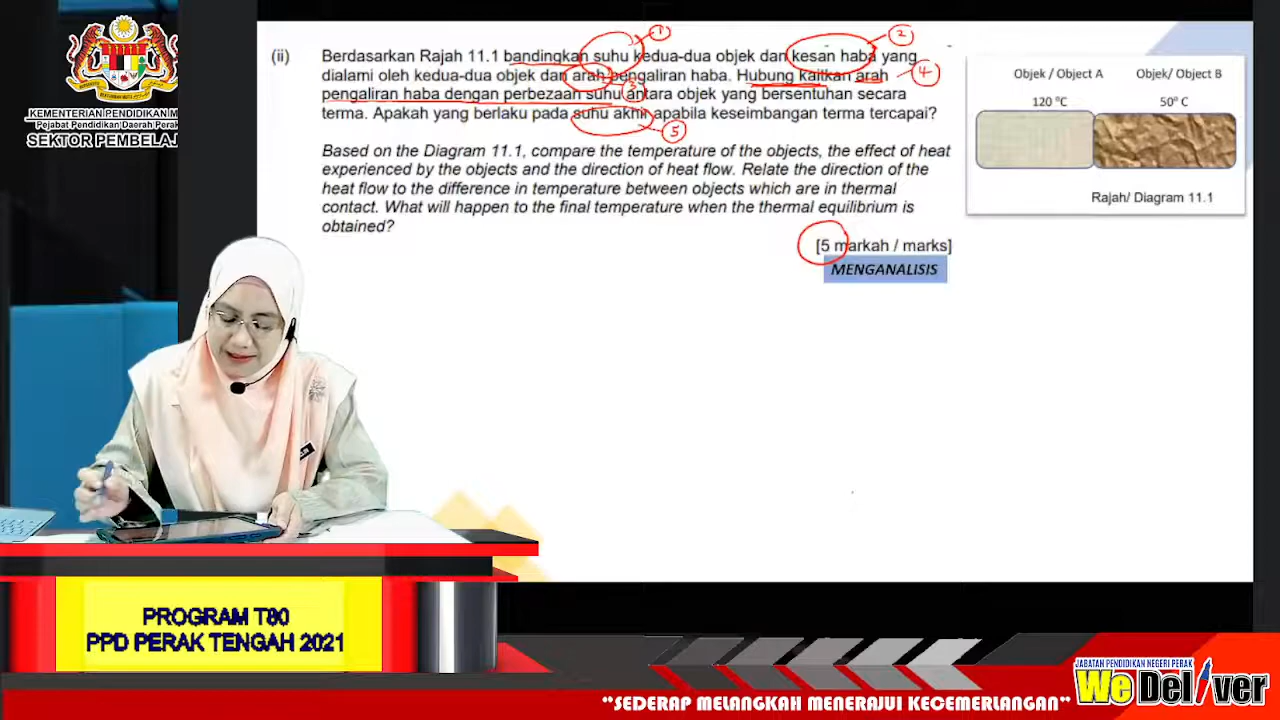 KEMENTERIAN PENDIDIKAN M
Pejabat Pendidikan Daerah Perak
SEKTOR PEMBELAJ
(ii) Berdasarkan Rajah 11.1 bandingkan suhu kedua-dua objek dan kesan haba yang
dialami oleh kedua-dua objek dan arah pengaliran haba. Hubung kaitkan arah
pengaliran haba dengan perbezaan suhu antara objek yang bersentuhan secara
terma. Apakah yang berlaku pada suhu akhir apabila keseimbangan terma tercapai?
1
2
3
4
5
Based on the Diagram 11.1, compare the temperature of the objects, the effect of heat
experienced by the objects and the direction of heat flow. Relate the direction of the
heat flow to the difference in temperature between objects which are in thermal
contact. What will happen to the final temperature when the thermal equilibrium is
obtained?
[5 markah / marks]
MENGANALISIS
Objek / Object A Objek/ Object B
120 °C 50° C
Rajah/ Diagram 11.1
PROGRAM T80
PPD PERAK TENGAH 2021
JABATAN PENDIDIKAN NEGERI PERAK
We Deliver
"SEDERAP MELANGKAH MENERAJUI KECEMERLANGAN"